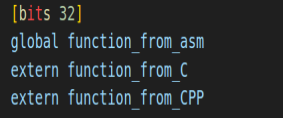 [bits 32]
global function_from_asm
extern function_from_C
extern function_from_CPP